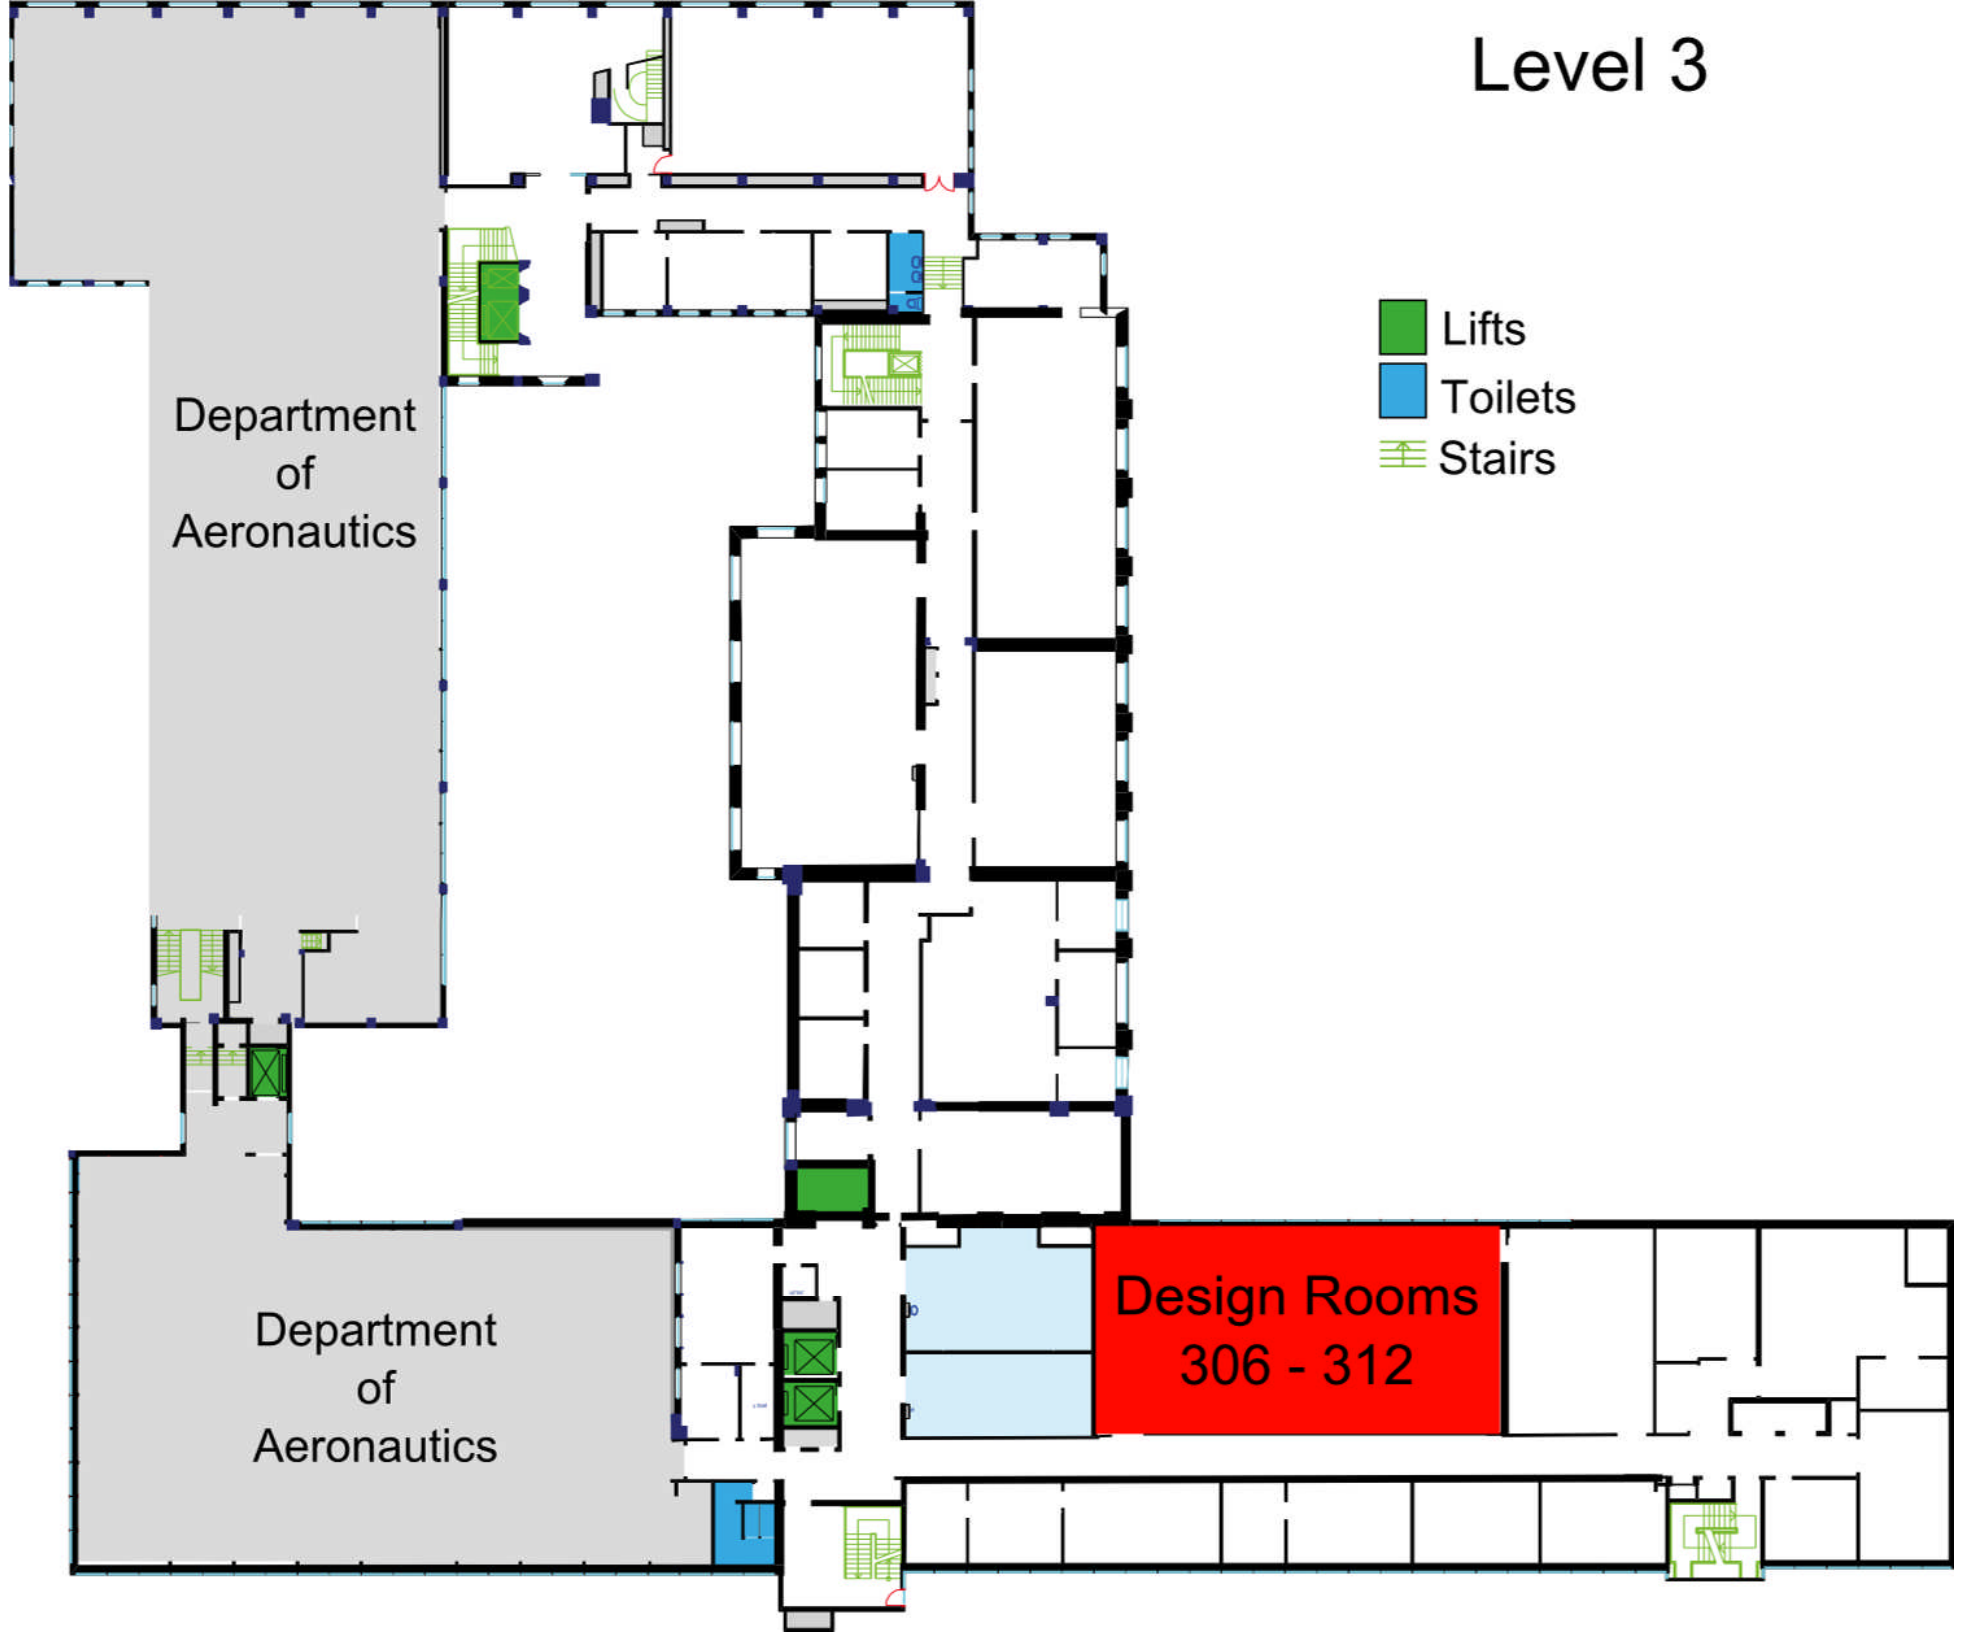 Level 3
Lifts
Toilets
Stairs
Department
of
Aeronautics
Design Rooms
306 - 312
Department
of
Aeronautics